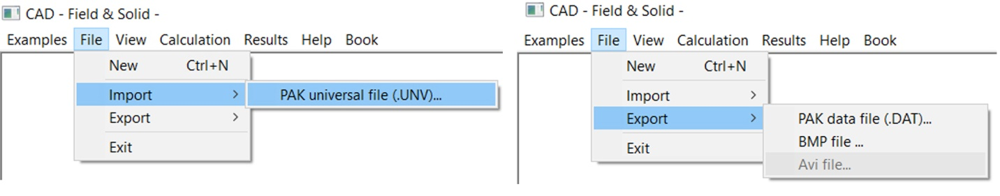 CAD - Field & Solid -
Examples File View Calculation Results Help Book
New Ctrl+N
Import > PAK universal file (.UNV)...
Export >
Exit
CAD - Field & Solid -
Examples File View Calculation Results Help Book
New Ctrl+N
Import >
Export > PAK data file (.DAT)...
BMP file ...
Exit
Avi file...